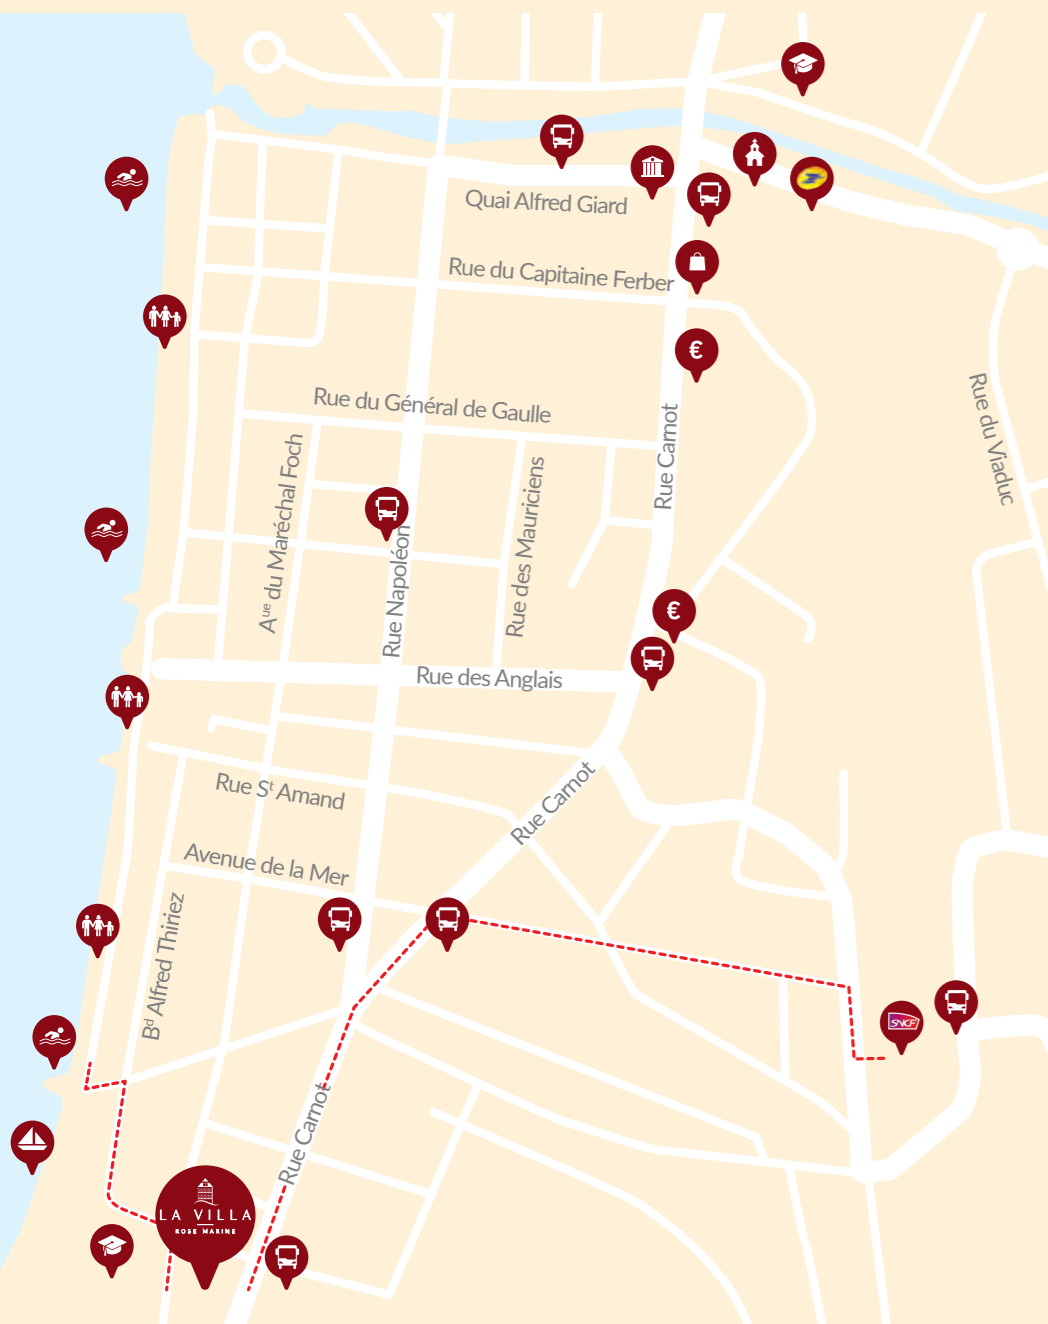 Quai Alfred Giard
Rue du Capitaine Ferber
€
Rue du Général de Gaulle
Rue Carnot
Rue du Viaduc
Aᵘᵉ du Maréchal Foch
Rue des Mauriciens
Rue Napoléon
€
Rue des Anglais
Rue Sᵗ Amand
Rue Carnot
Avenue de la Mer
Bᵈ Alfred Thiriez
SNCF
Rue Carnot
LA VILLA
ROSE MARINE